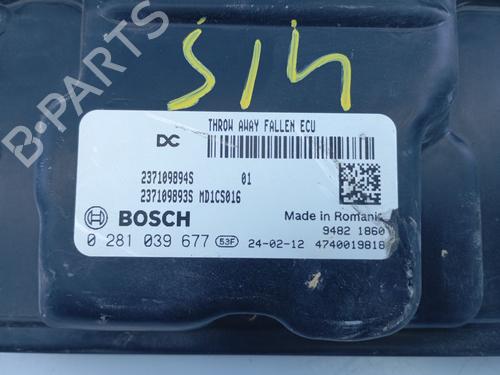 B-PARTS
THROW AWAY FALLEN ECU
DC
237109894S 01
237109893S MD1CS016
BOSCH
Made in Romania
9482 1860
0 281 039 677 53F 24-02-12 4740019818